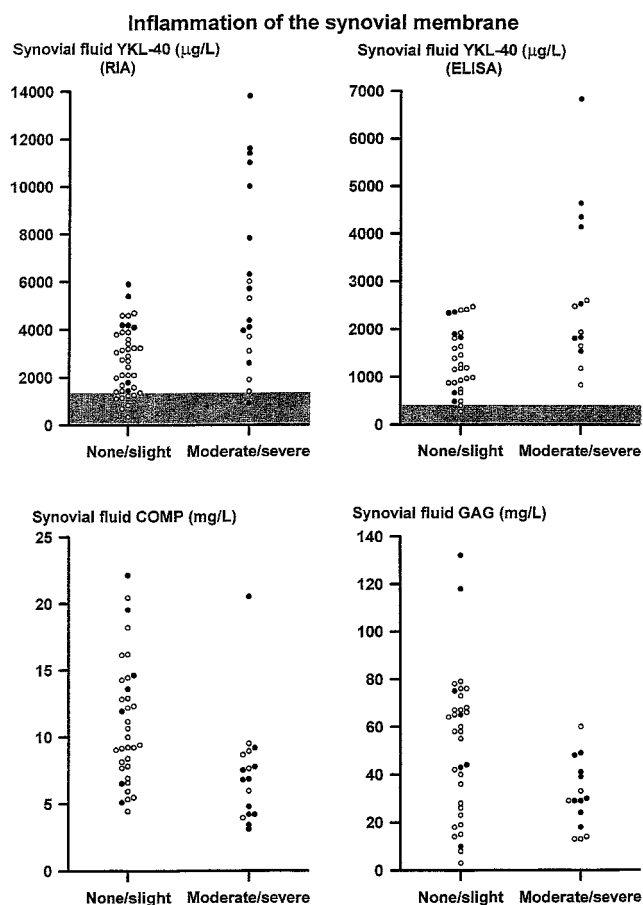 Inflammation of the synovial membrane
Synovial fluid YKL-40 (µg/L)
(RIA)
14000
12000
10000
8000
6000
4000
2000
0
None/slight Moderate/severe
Synovial fluid YKL-40 (µg/L)
(ELISA)
7000
6000
5000
4000
3000
2000
1000
0
None/slight Moderate/severe
Synovial fluid COMP (mg/L)
25
20
15
10
5
0
None/slight Moderate/severe
Synovial fluid GAG (mg/L)
140
120
100
80
60
40
20
0
None/slight Moderate/severe